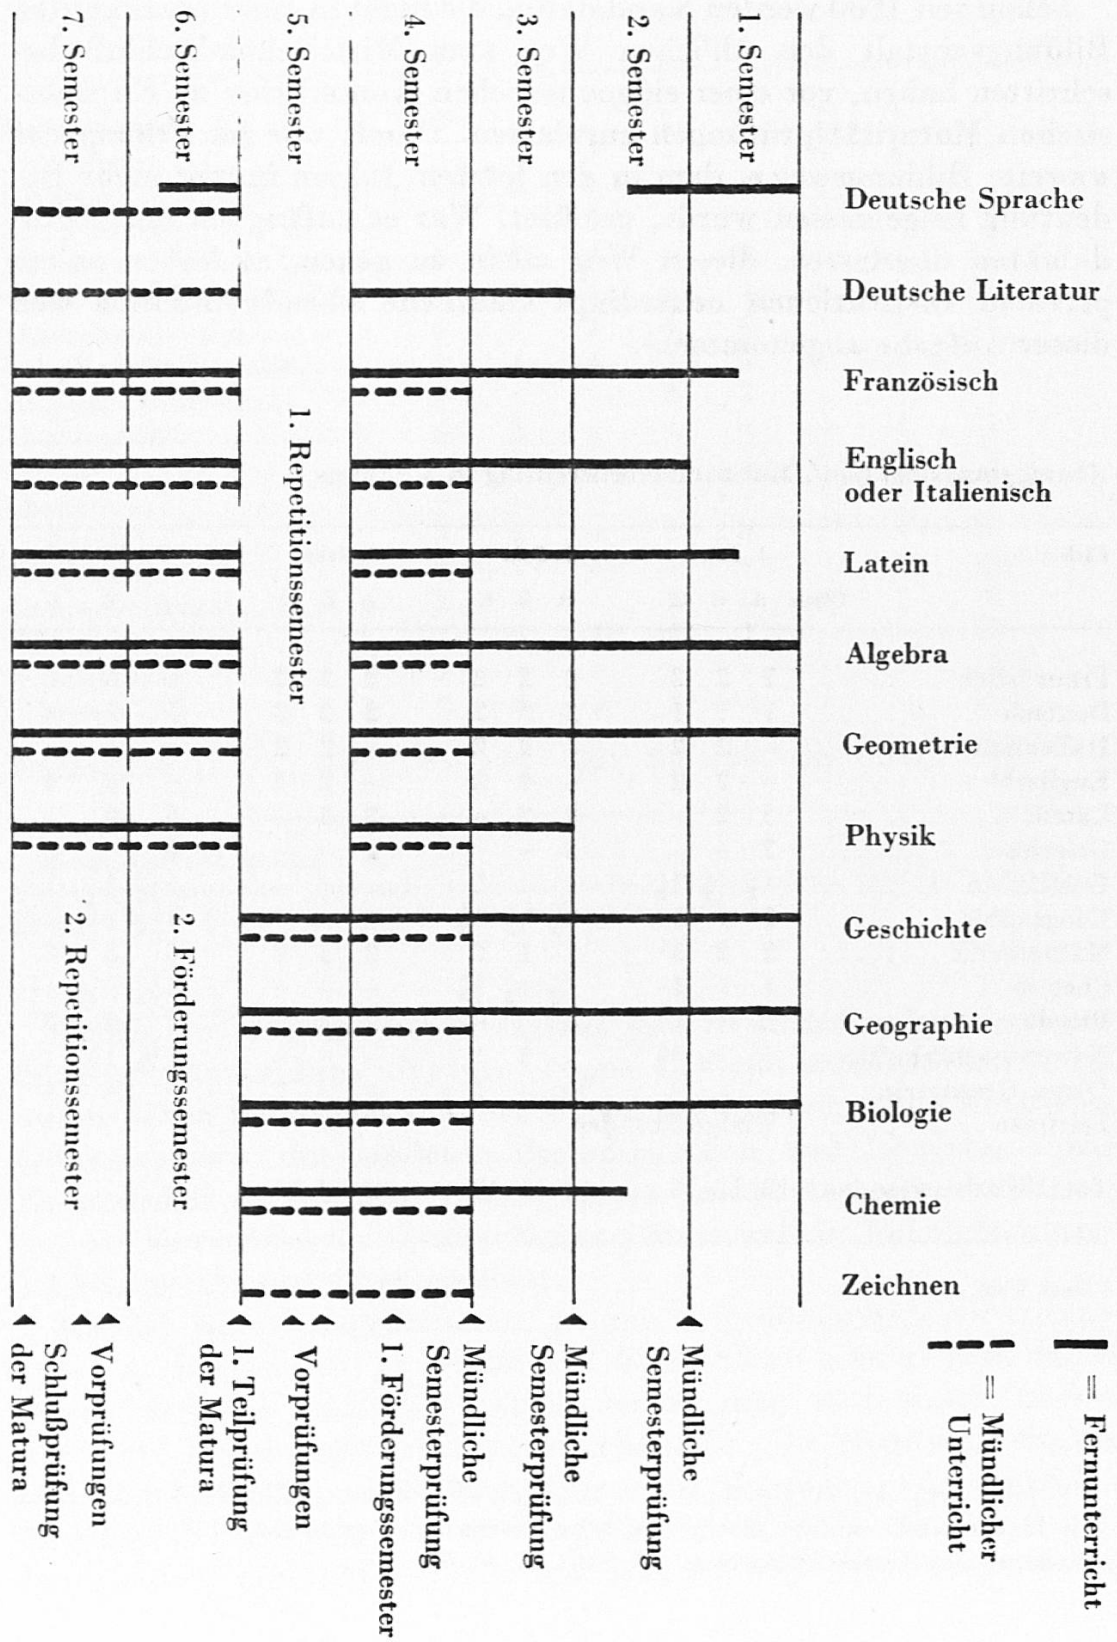 1. Semester
2. Semester
3. Semester
4. Semester
5. Semester
6. Semester
7. Semester
Deutsche Sprache
Deutsche Literatur
Französisch
Englisch
oder Italienisch
Latein
Algebra
Geometrie
Physik
Geschichte
Geographie
Biologie
Chemie
Zeichnen
1. Repetitionssemester
2. Förderungssemester
2. Repetitionssemester
Mündliche
Semesterprüfung
Mündliche
Semesterprüfung
Mündliche
Semesterprüfung
1. Förderungssemester
Vorprüfungen
1. Teilprüfung
der Matura
Vorprüfungen
Schlußprüfung
der Matura
= Fernunterricht
= Mündlicher
Unterricht